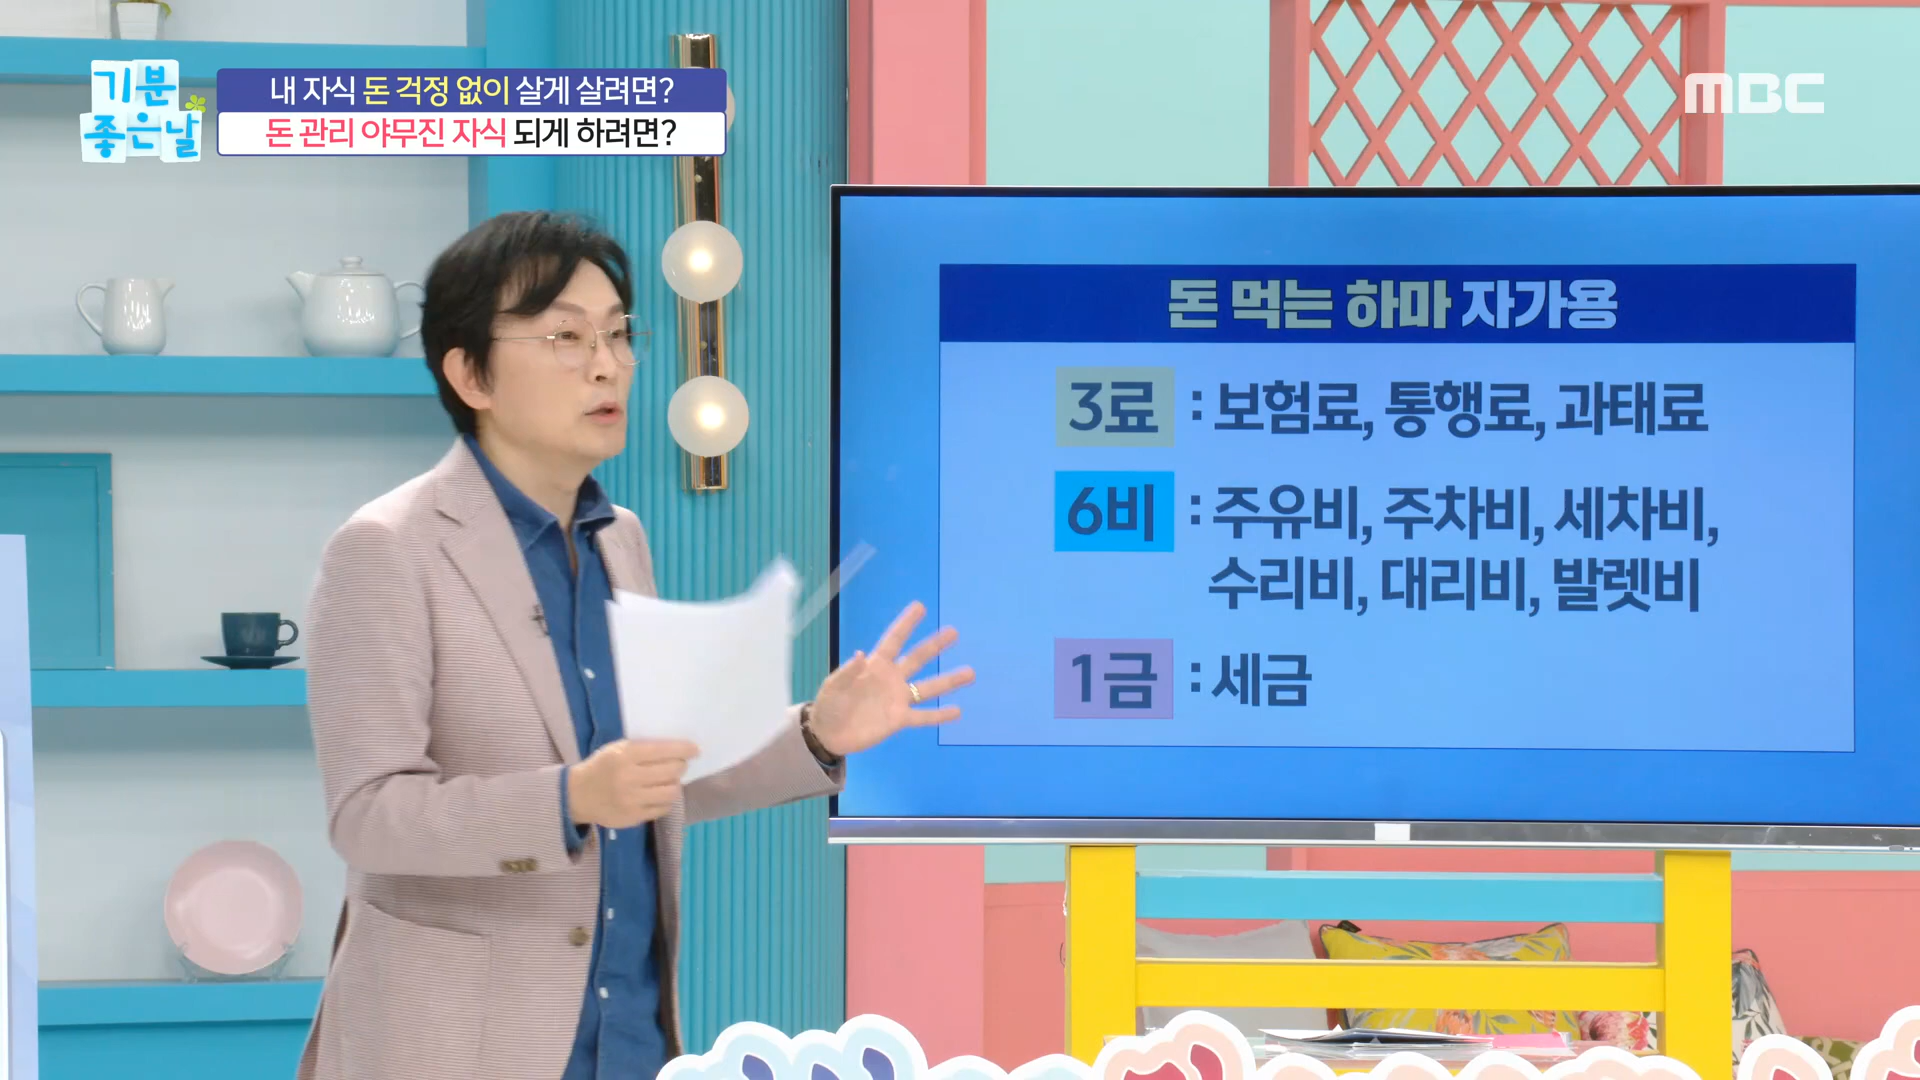 기분
좋은날
내 자식 돈 걱정 없이 살게 살려면?
돈 관리 야무진 자식 되게 하려면?
MBC
돈 먹는 하마 자가용
3료 : 보험료, 통행료, 과태료
6비 : 주유비, 주차비, 세차비,
수리비, 대리비, 발렛비
1금 : 세금